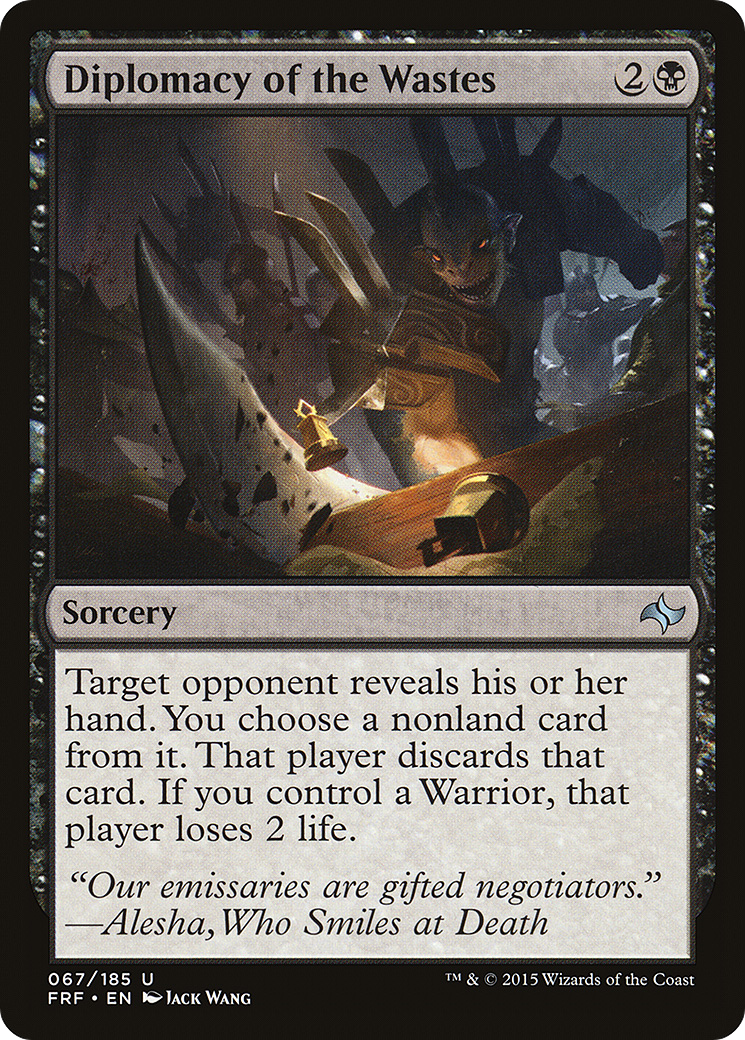 Diplomacy of the Wastes 2
Sorcery
Target opponent reveals his or her
hand. You choose a nonland card
from it. That player discards that
card. If you control a Warrior, that
player loses 2 life.
“Our emissaries are gifted negotiators.”
—Alesha, Who Smiles at Death
067/185 U
™ & © 2015 Wizards of the Coast
FRF • EN Jack Wang